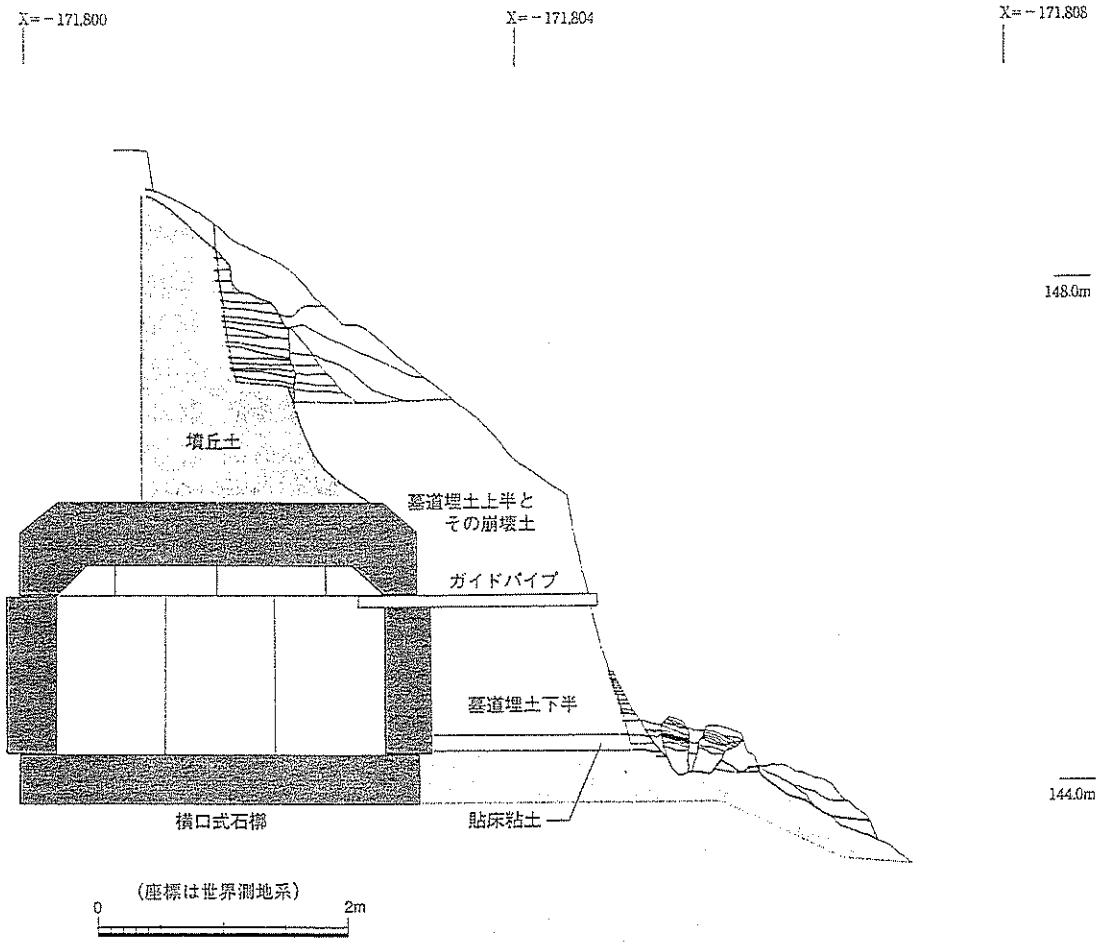 X=－171,800
X=－171,804
X=－171,808
148.0m
墳丘土
墓道埋土上半と
その崩壊土
ガイドパイプ
墓道埋土下半
144.0m
横口式石槨
貼床粘土
(座標は世界測地系)
0
2m